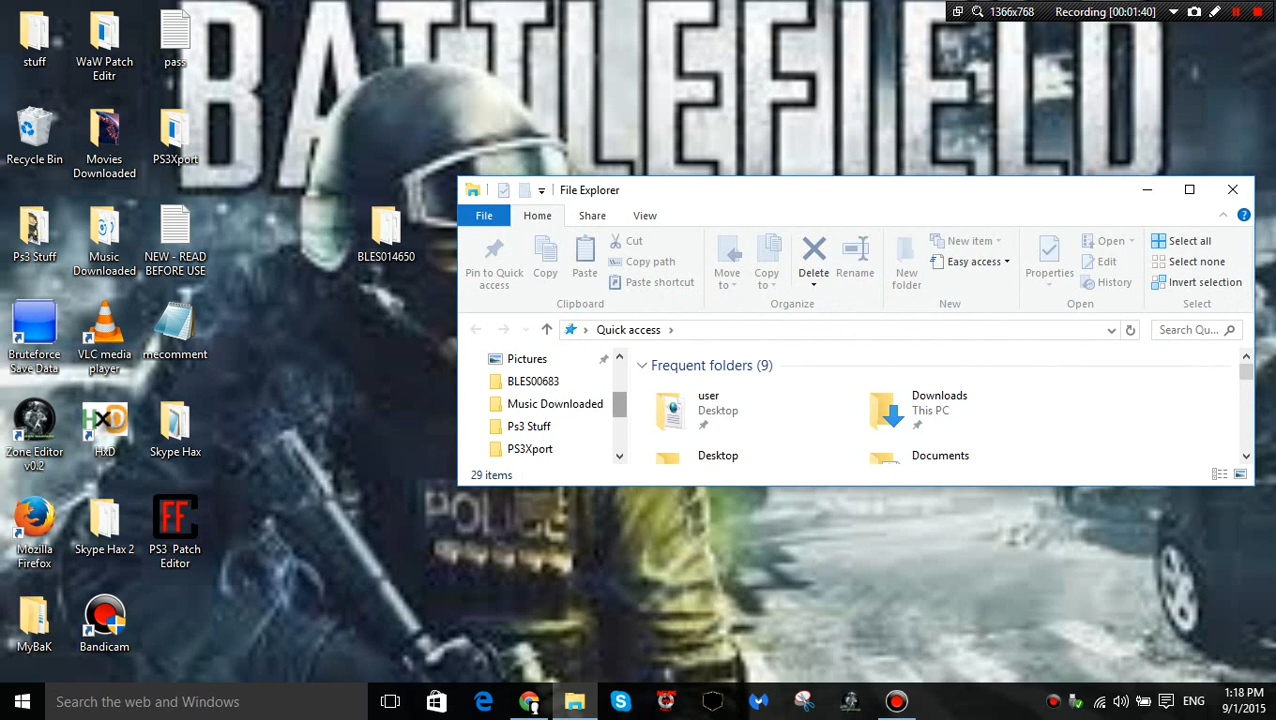 BATTLEFIELD
1366x768
Recording [00:01:40]
stuff
WaW Patch
Editr
pass
Recycle Bin
Movies
Downloaded
PS3Xport
Ps3 Stuff
Music
Downloaded
NEW - READ
BEFORE USE
BLES014650
Bruteforce
Save Data
VLC media
player
mecomment
Zone Editor
v0.2
HxD
HxD
Skype Hax
Mozilla
Firefox
Skype Hax 2
FF
PS3 Patch
Editor
MyBaK
Bandicam
POLICE
File Explorer
File
Home
Share
View
Pin to Quick
access
Copy
Paste
Cut
Copy path
Paste shortcut
Clipboard
Move
to
Copy
to
Delete
Rename
Organize
New
folder
New item
Easy access
New
Properties
Open
Edit
History
Open
Select all
Select none
Invert selection
Select
Quick access
Search Qu...
Pictures
BLES00683
Music Downloaded
Ps3 Stuff
PS3Xport
Frequent folders (9)
user
Desktop
Downloads
This PC
Desktop
Documents
29 items
Search the web and Windows
ENG
1:18 PM
9/1/2015